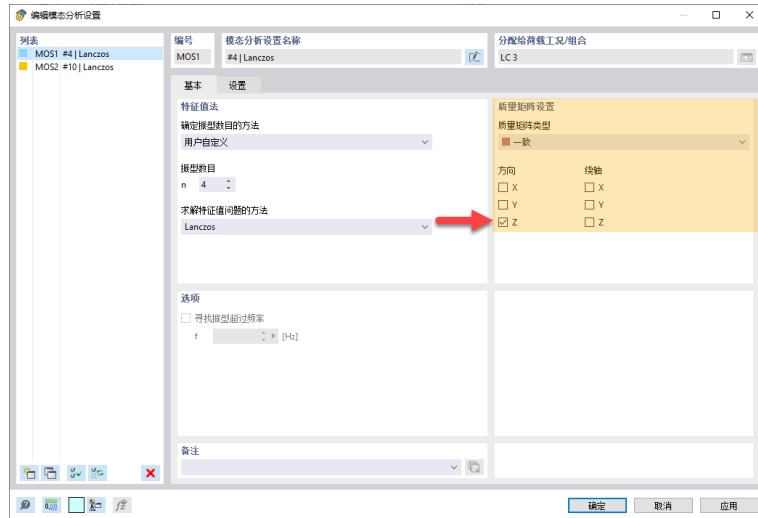 编辑模态分析设置
列表
MOS1 #4 | Lanczos
MOS2 #10 | Lanczos
编号
MOS1
模态分析设置名称
#4 | Lanczos
分配给荷载工况/组合
LC 3
基本
设置
特征值法
确定振型数目的方法
用户自定义
振型数目
n 4
求解特征值问题的方法
Lanczos
质量矩阵设置
质量矩阵类型
一致
方向 绕轴
X X
Y Y
Z Z
选项
寻找振型超过频率
f [Hz]
备注
0,00
确定
取消
应用